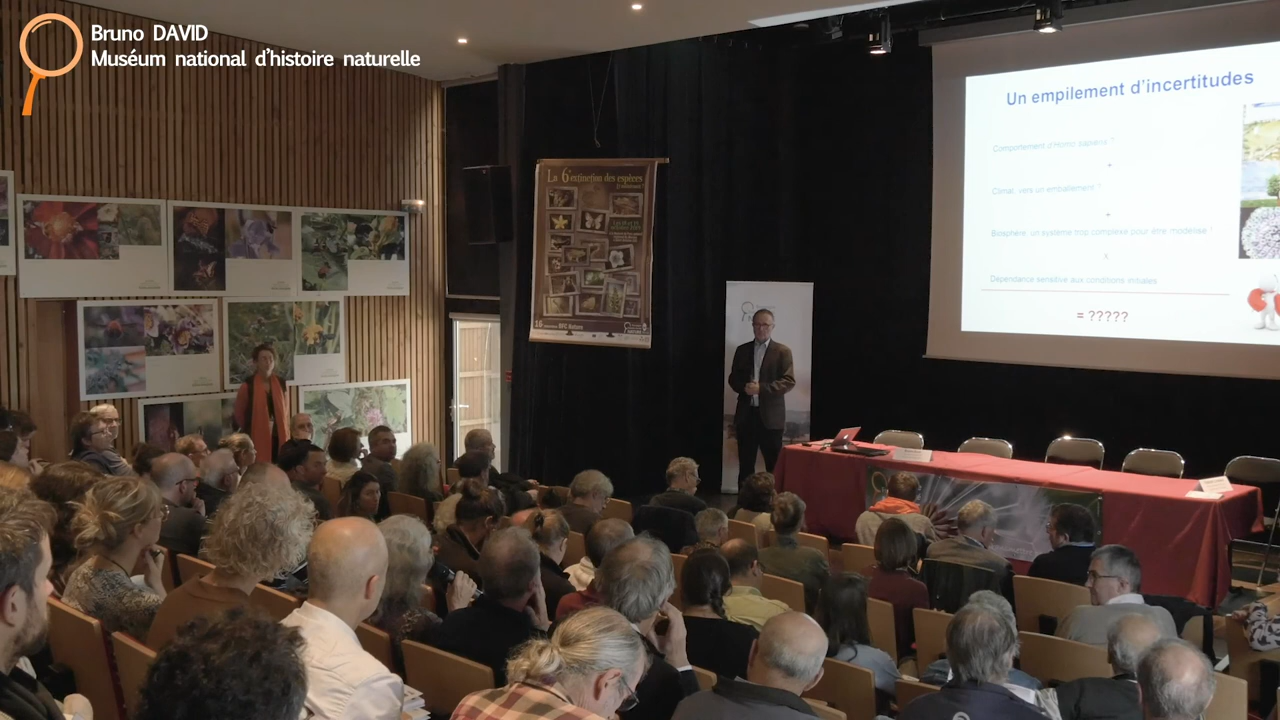 Bruno DAVID
Muséum national d'histoire naturelle
Un empilement d'incertitudes
Comportement d'Homo sapiens ?
+
Climat, vers un emballement ?
+
Biosphère, un système trop complexe pour être modélisé !
x
Dépendance sensitive aux conditions initiales
= ?????
La 6e extinction des espèces